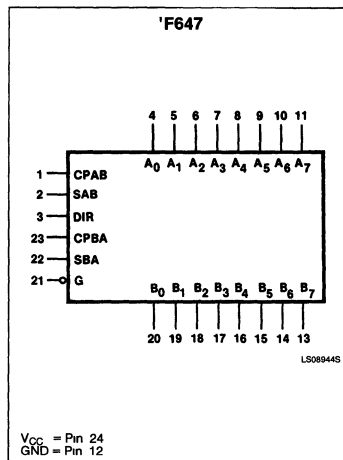 'F647
4 5 6 7 8 9 10 11
A0 A1 A2 A3 A4 A5 A6 A7
1 CPAB
2 SAB
3 DIR
23 CPBA
22 SBA
21 G
B0 B1 B2 B3 B4 B5 B6 B7
20 19 18 17 16 15 14 13
LS08944S
VCC = Pin 24
GND = Pin 12